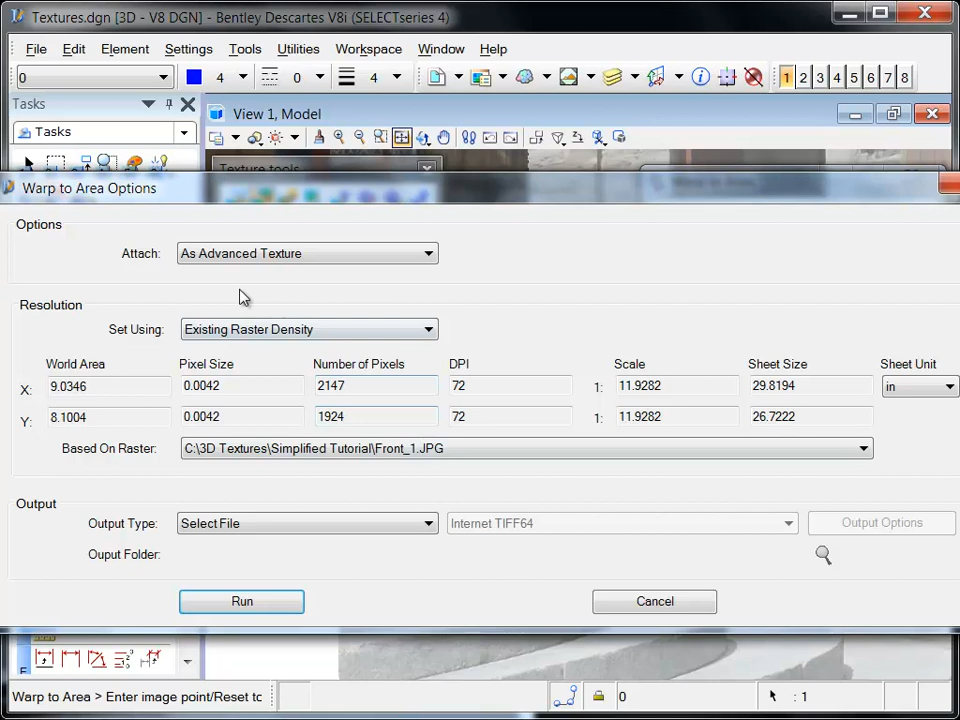 Textures.dgn [3D - V8 DGN] - Bentley Descartes V8i (SELECTseries 4)
File Edit Element Settings Tools Utilities Workspace Window Help
0 4 0 4 1 2 3 4 5 6 7 8
Tasks
View 1, Model
Tasks
Texture tools
Warp to Area Options
Options
Attach: As Advanced Texture
Resolution
Set Using: Existing Raster Density
World Area Pixel Size Number of Pixels DPI Scale Sheet Size Sheet Unit
X: 9.0346 0.0042 2147 72 1: 11.9282 29.8194 in
Y: 8.1004 0.0042 1924 72 1: 11.9282 26.7222
Based On Raster: C:\3D Textures\Simplified Tutorial\Front_1.JPG
Output
Output Type: Select File Internet TIFF64 Output Options
Ouput Folder:
Run Cancel
Warp to Area > Enter image point/Reset tc 0 : 1